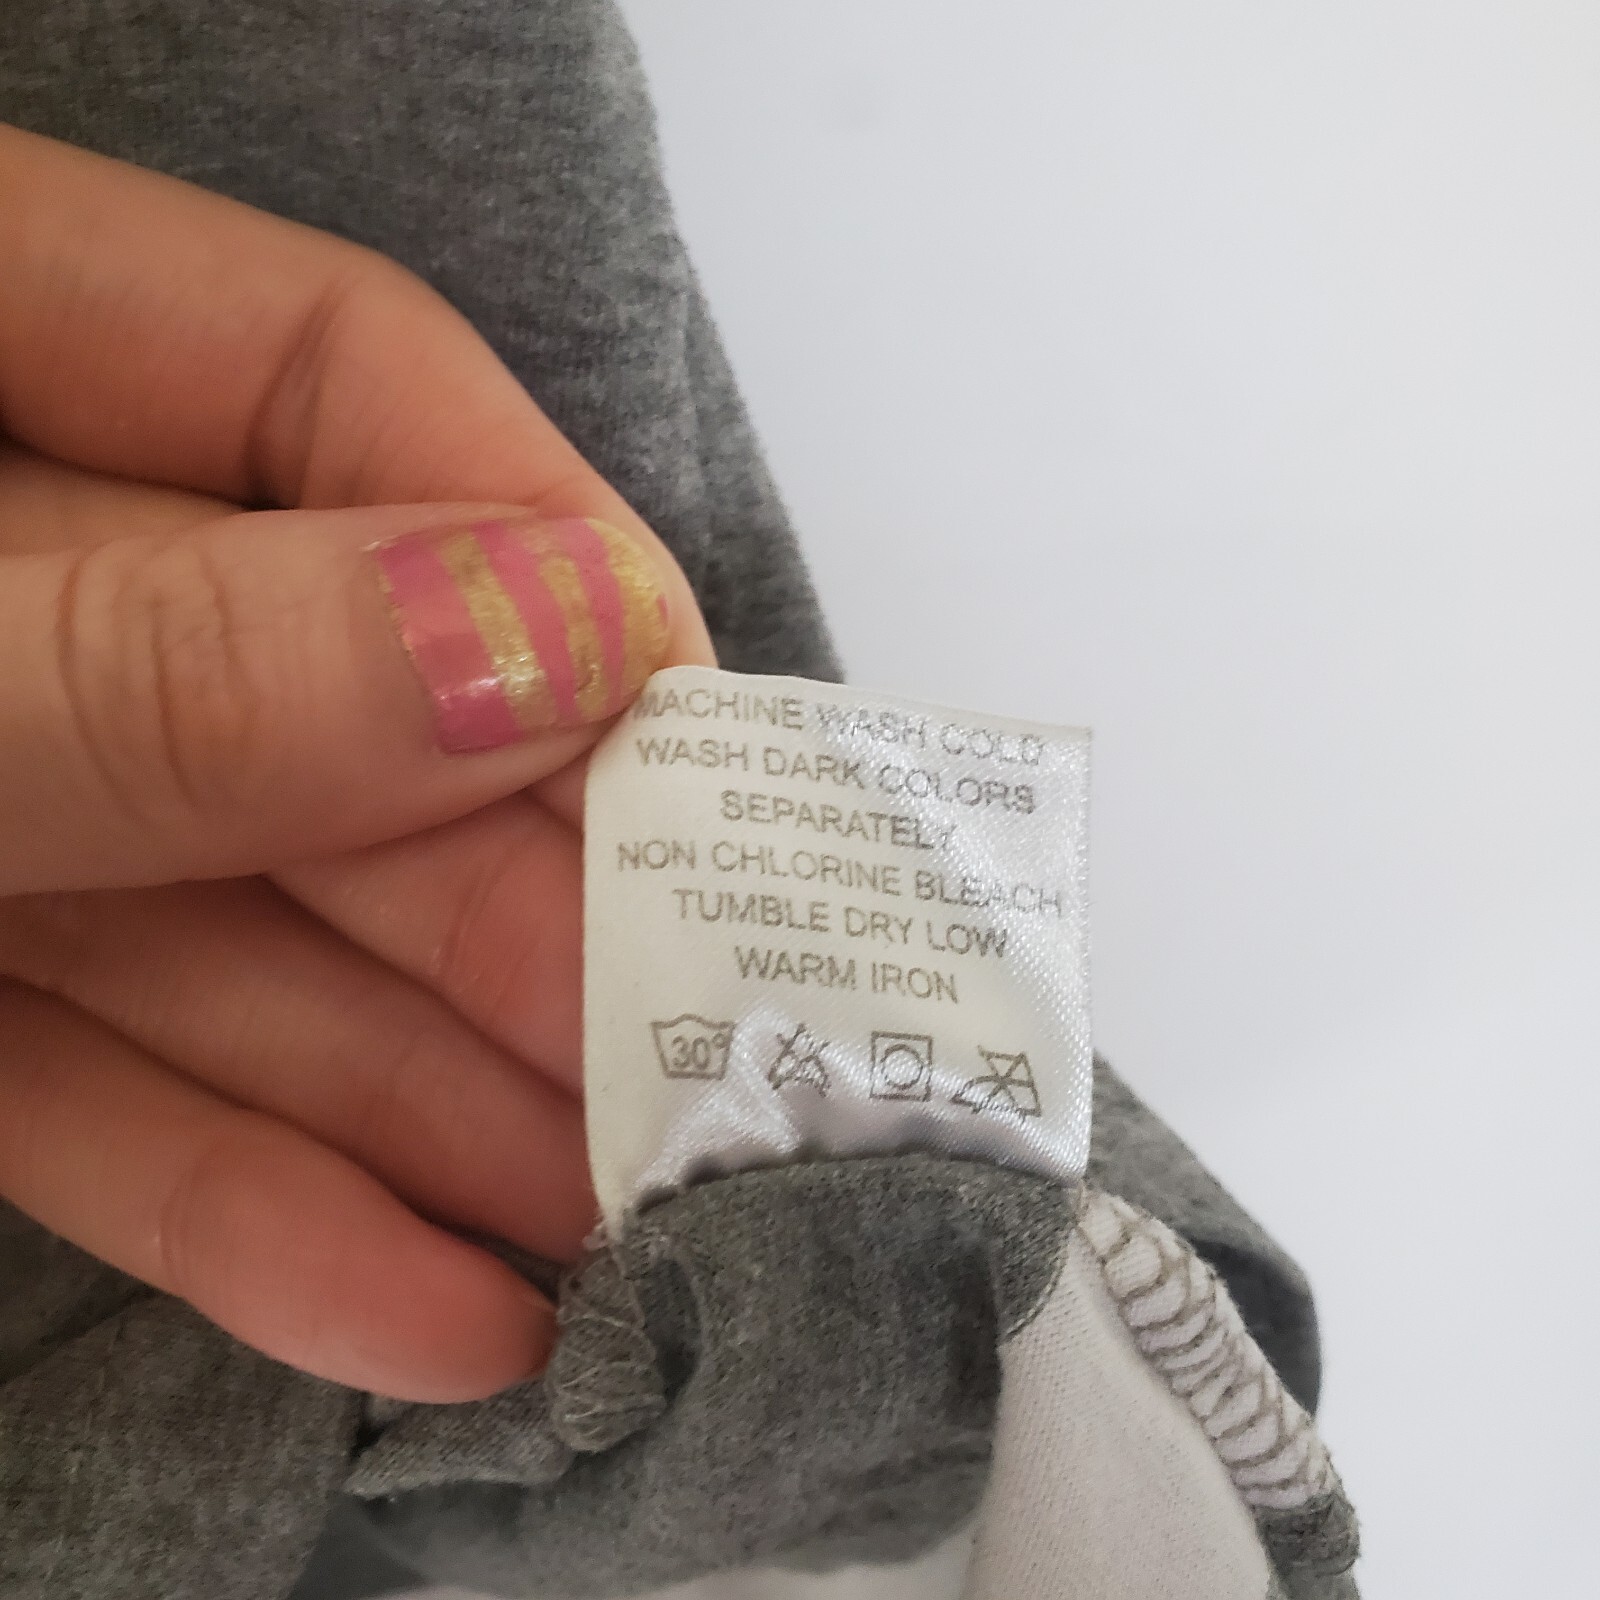 MACHINE WASH COLD
WASH DARK COLORS
SEPARATELY
NON CHLORINE BLEACH
TUMBLE DRY LOW
WARM IRON
30°